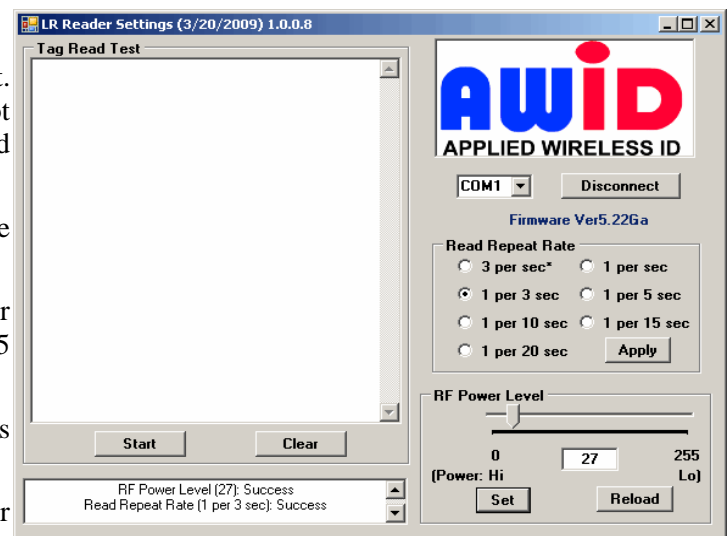 LR Reader Settings (3/20/2009) 1.0.0.8
Tag Read Test
AWiD
APPLIED WIRELESS ID
COM1
Disconnect
Firmware Ver5.22Ga
Read Repeat Rate
3 per sec* 1 per sec
1 per 3 sec 1 per 5 sec
1 per 10 sec 1 per 15 sec
1 per 20 sec Apply
RF Power Level
0 27 255
(Power: Hi Lo)
Set Reload
Start Clear
RF Power Level (27): Success
Read Repeat Rate (1 per 3 sec): Success